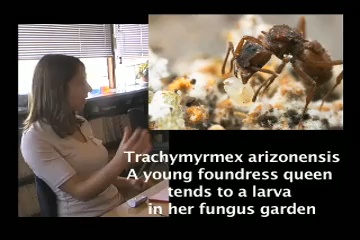 Trachymyrmex arizonensis
A young foundress queen
tends to a larva
in her fungus garden